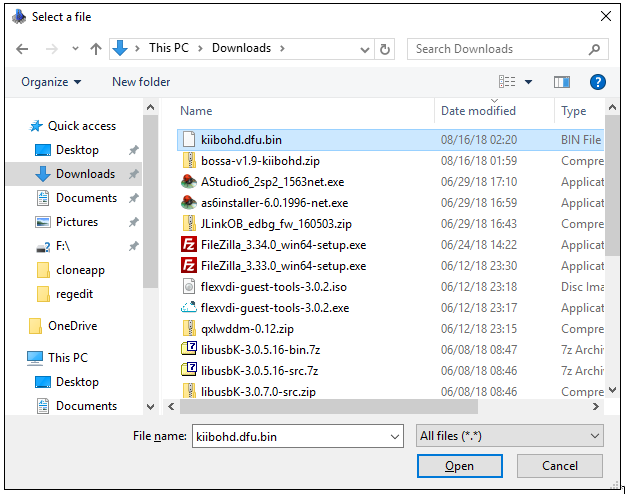 Select a file
This PC > Downloads >
Search Downloads
Organize
New folder
Name
Date modified
Type
Quick access
Desktop
Downloads
Documents
Pictures
F:\
cloneapp
regedit
OneDrive
This PC
Desktop
Documents
kiibohd.dfu.bin 08/16/18 02:20 BIN File
bossa-v1.9-kiibohd.zip 08/16/18 01:59 Compre
AStudio6_2sp2_1563net.exe 06/29/18 17:10 Applicat
as6installer-6.0.1996-net.exe 06/29/18 16:59 Applicat
JLinkOB_edbg_fw_160503.zip 06/29/18 16:43 Compre
FileZilla_3.34.0_win64-setup.exe 06/24/18 14:22 Applicat
FileZilla_3.33.0_win64-setup.exe 06/12/18 23:30 Applicat
flexvdi-guest-tools-3.0.2.iso 06/12/18 23:18 Disc Ima
flexvdi-guest-tools-3.0.2.exe 06/12/18 23:17 Applicat
qxlwddm-0.12.zip 06/12/18 23:15 Compre
libusbK-3.0.5.16-bin.7z 06/08/18 08:47 7z Archi
libusbK-3.0.5.16-src.7z 06/08/18 08:46 7z Archi
libusbK-3.0.7.0-src.zip 06/08/18 08:46 Compre
File name: kiibohd.dfu.bin
All files (*.*)
Open
Cancel